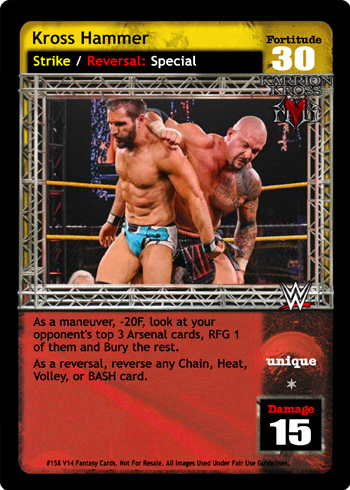 Kross Hammer
Fortitude
30
Strike / Reversal: Special
KARRION
KROSS
As a maneuver, -20F, look at your
opponent's top 3 Arsenal cards, RFG 1
of them and Bury the rest.
As a reversal, reverse any Chain, Heat,
Volley, or BASH card.
unique
Damage
15
#158 V14 Fantasy Cards. Not For Resale. All Images Used Under Fair Use Guidelines.